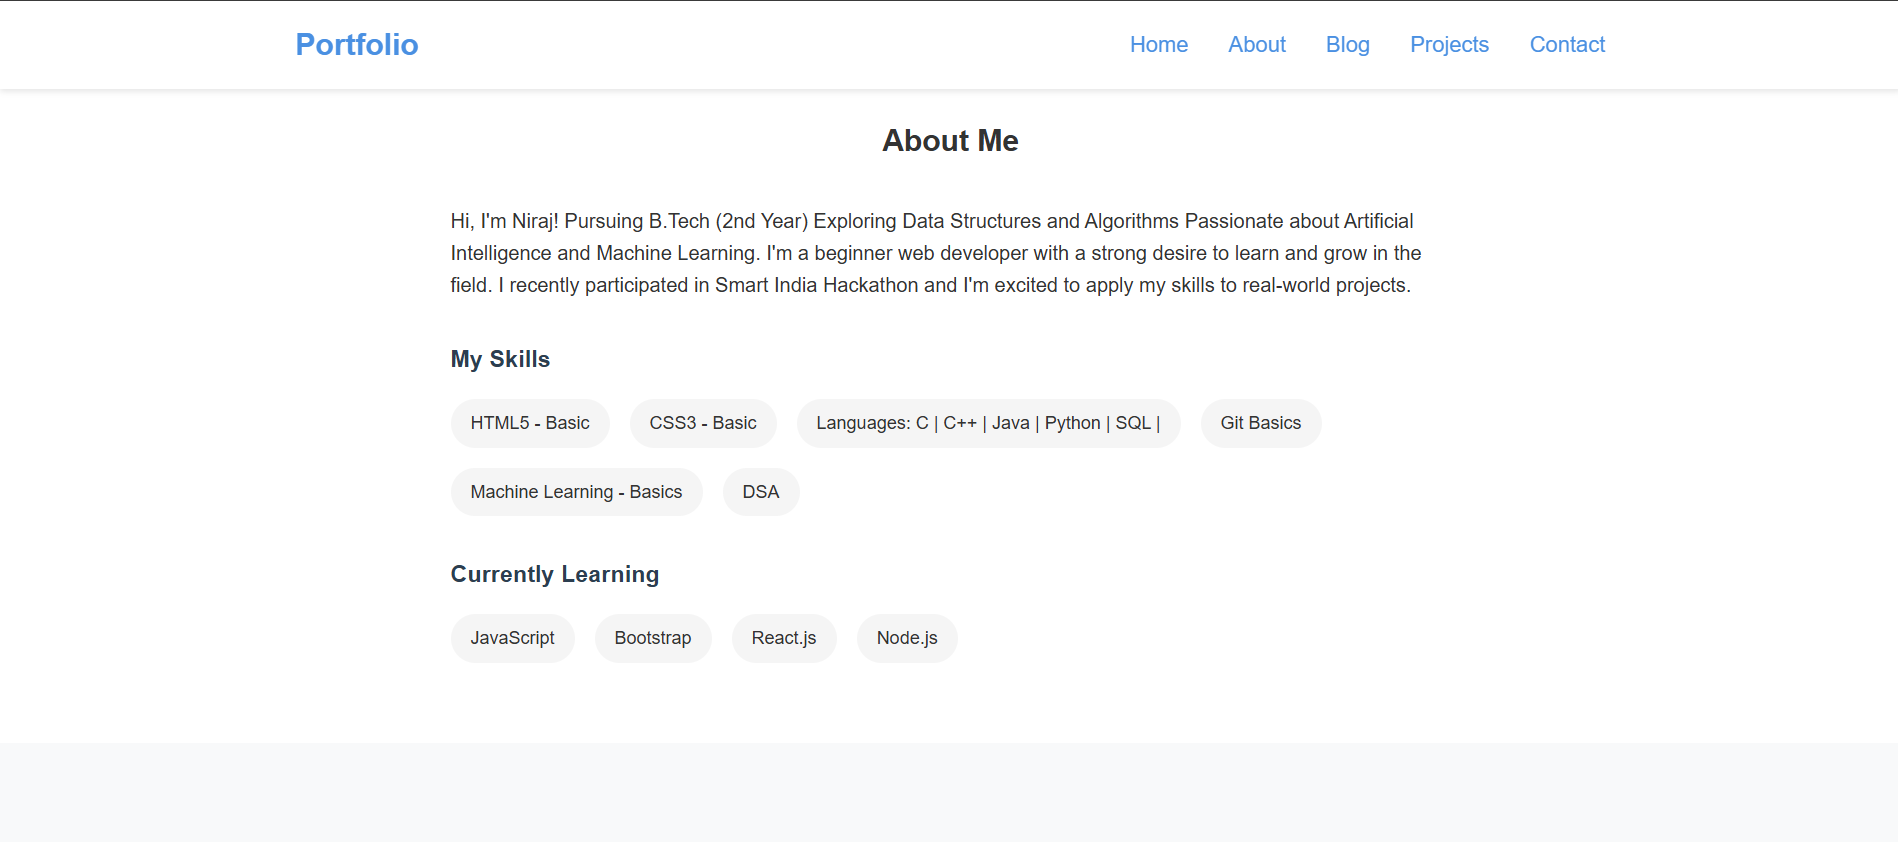 Portfolio
Home About Blog Projects Contact
About Me
Hi, I'm Niraj! Pursuing B.Tech (2nd Year) Exploring Data Structures and Algorithms Passionate about Artificial
Intelligence and Machine Learning. I'm a beginner web developer with a strong desire to learn and grow in the
field. I recently participated in Smart India Hackathon and I'm excited to apply my skills to real-world projects.
My Skills
HTML5 - Basic CSS3 - Basic Languages: C | C++ | Java | Python | SQL | Git Basics
Machine Learning - Basics DSA
Currently Learning
JavaScript Bootstrap React.js Node.js